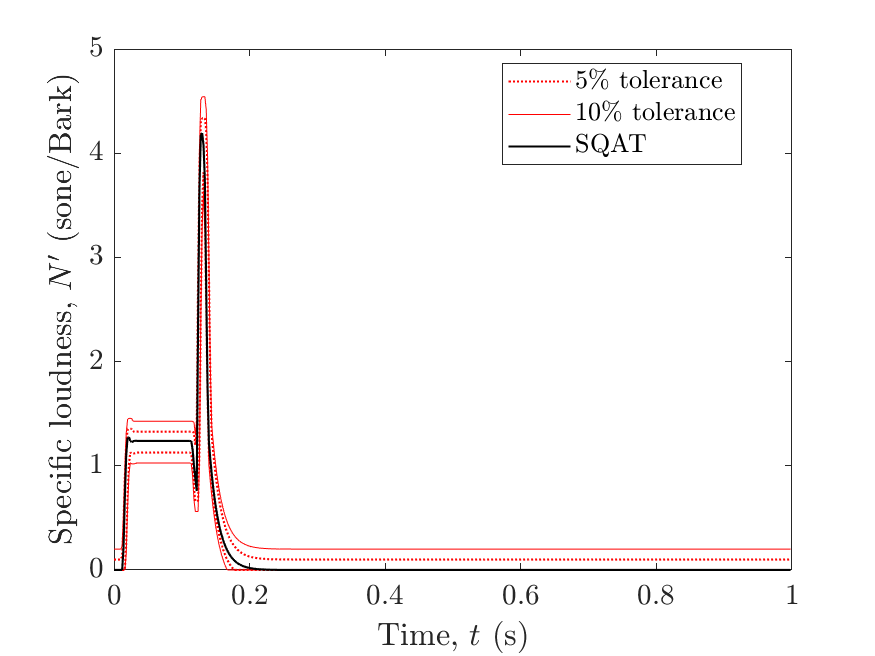 5% tolerance
10% tolerance
SQAT
5
4
3
2
1
0
Specific loudness, N′ (sone/Bark)
0 0.2 0.4 0.6 0.8 1
Time, t (s)